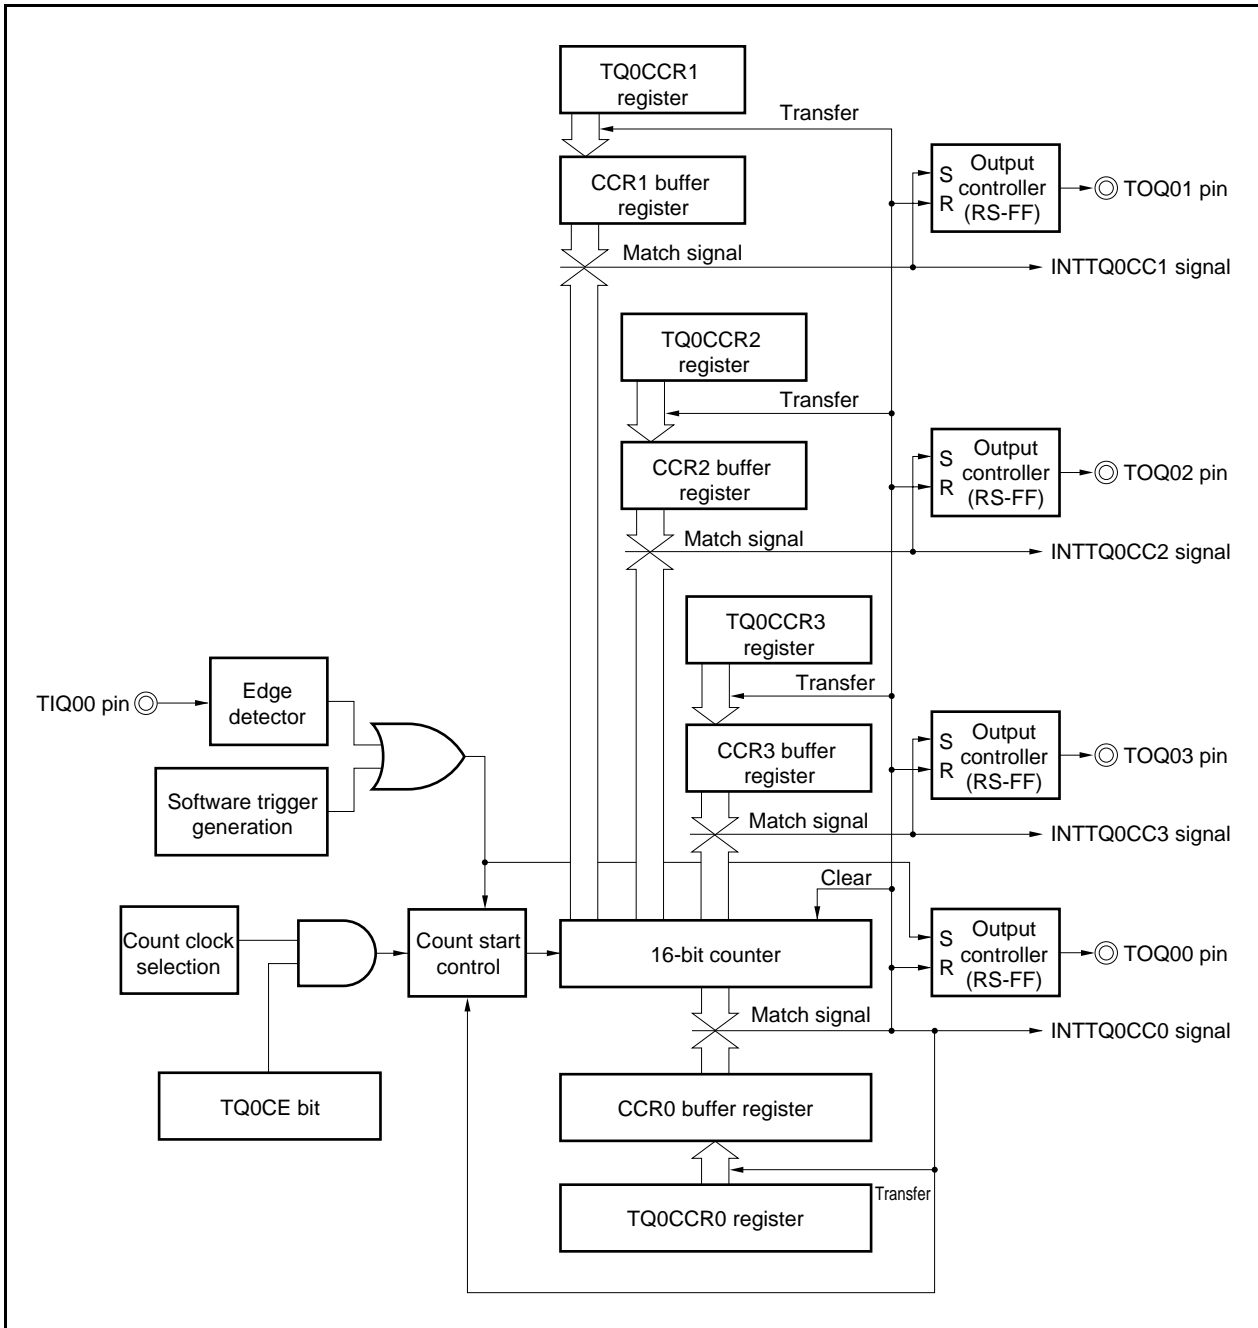 TQ0CCR1
register
Transfer
CCR1 buffer
register
S
R
Output
controller
(RS-FF)
TOQ01 pin
Match signal
INTTQ0CC1 signal
TQ0CCR2
register
Transfer
CCR2 buffer
register
S
R
Output
controller
(RS-FF)
TOQ02 pin
Match signal
INTTQ0CC2 signal
TQ0CCR3
register
Transfer
TIQ00 pin
Edge
detector
CCR3 buffer
register
S
R
Output
controller
(RS-FF)
TOQ03 pin
Software trigger
generation
Match signal
INTTQ0CC3 signal
Clear
Count clock
selection
Count start
control
16-bit counter
S
R
Output
controller
(RS-FF)
TOQ00 pin
Match signal
INTTQ0CC0 signal
TQ0CE bit
CCR0 buffer register
Transfer
TQ0CCR0 register